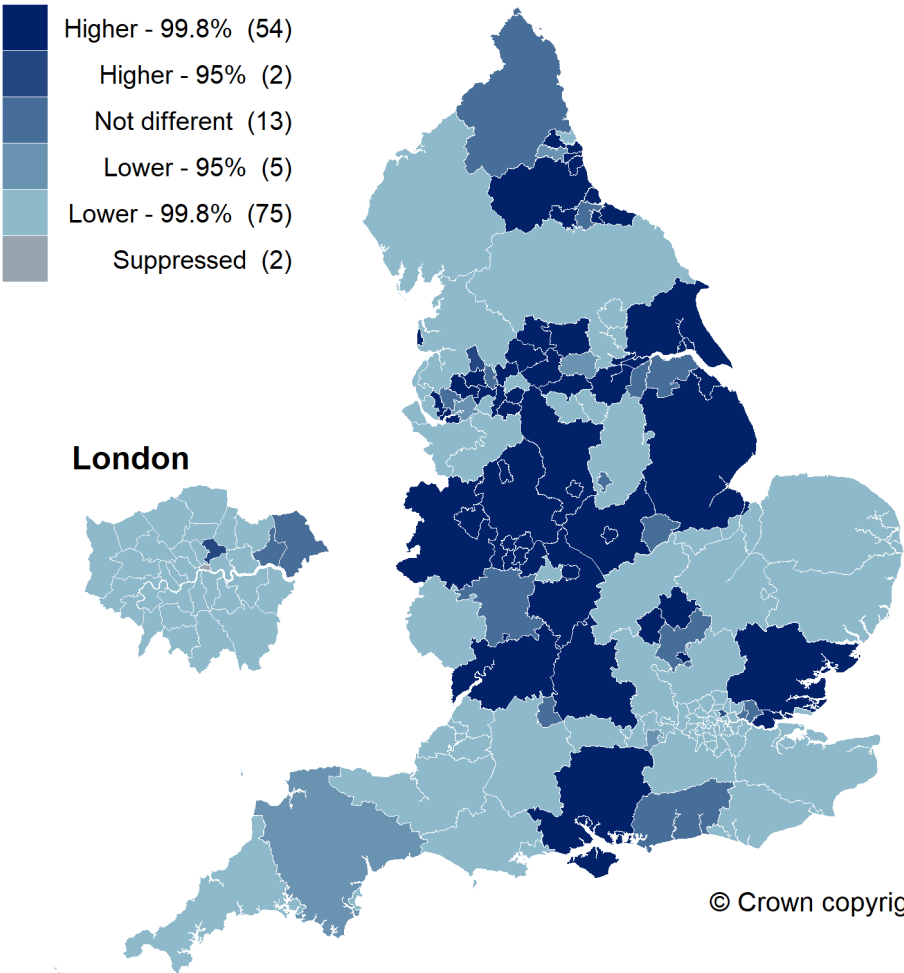 Higher - 99.8% (54)
Higher - 95% (2)
Not different (13)
Lower - 95% (5)
Lower - 99.8% (75)
Suppressed (2)
London
© Crown copyrig